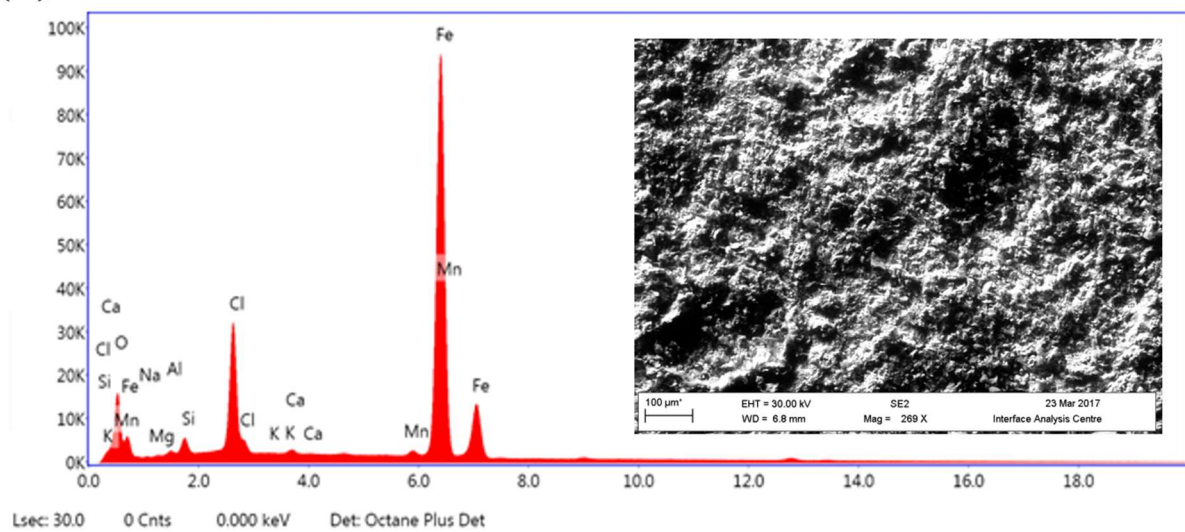 100K
90K
80K
70K
60K
50K
40K
30K
20K
10K
0K
Fe
Mn
Fe
Mn
Cl
Cl
Ca
K K Ca
Ca
Cl O
Si Fe Na Al
Mn
K Mg Si
0.0 2.0 4.0 6.0 8.0 10.0 12.0 14.0 16.0 18.0
Lsec: 30.0 0 Cnts 0.000 keV Det: Octane Plus Det
100 µm* EHT = 30.00 kV SE2 23 Mar 2017
WD = 6.8 mm Mag = 269 X Interface Analysis Centre